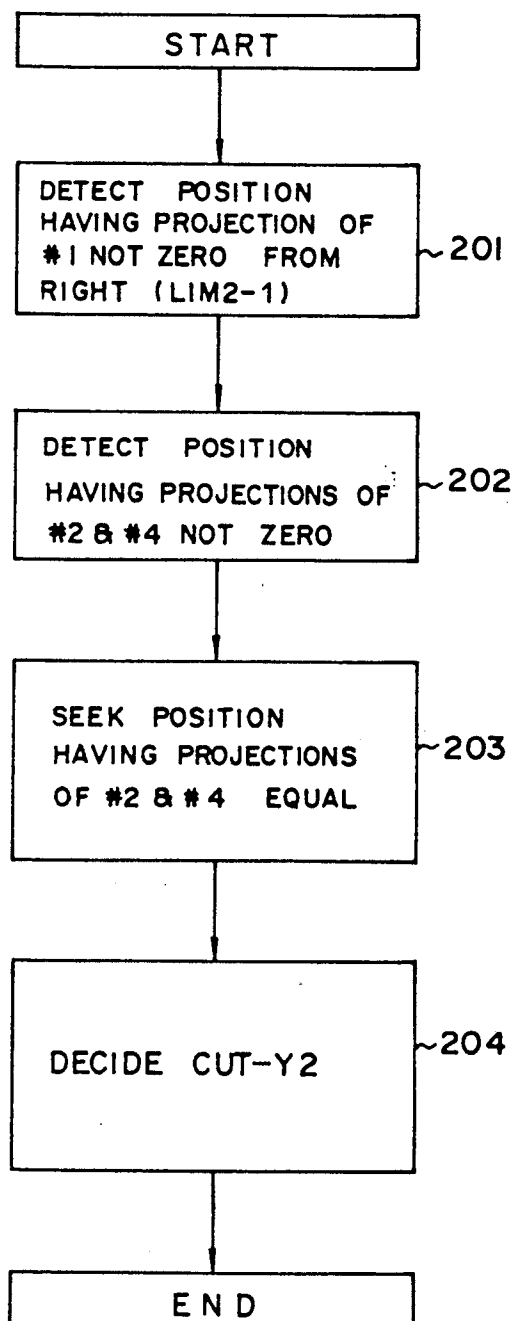 START
DETECT POSITION
HAVING PROJECTION OF
#1 NOT ZERO FROM
RIGHT (LIM2-1)
~201
DETECT POSITION
HAVING PROJECTIONS OF
#2 & #4 NOT ZERO
~202
SEEK POSITION
HAVING PROJECTIONS
OF #2 & #4 EQUAL
~203
DECIDE CUT-Y2
~204
END